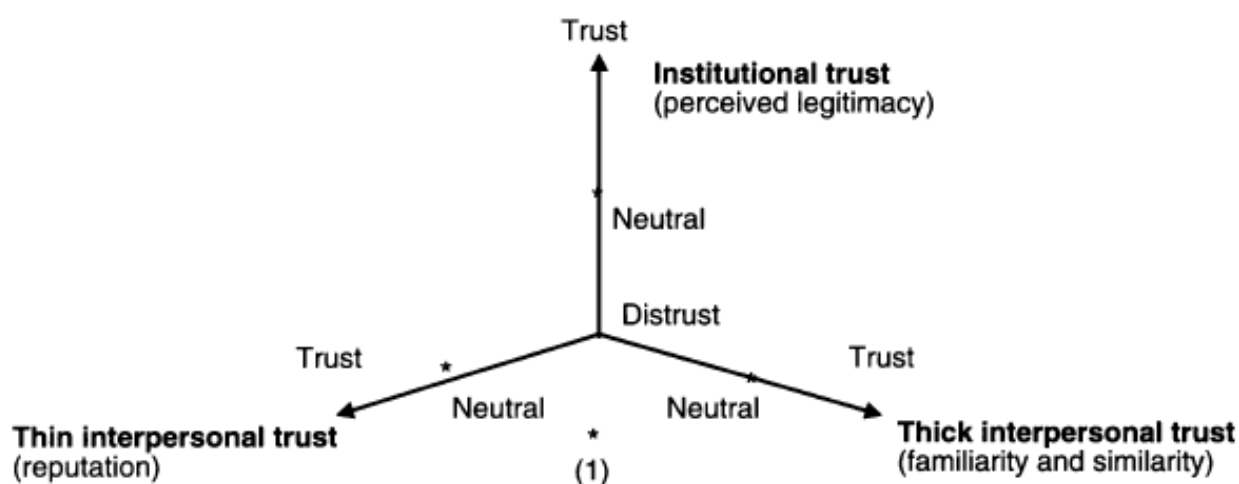 Trust
Institutional trust
(perceived legitimacy)
*
Neutral
Distrust
Trust
*
Neutral
Trust
*
Neutral
Thin interpersonal trust
(reputation)
*
(1)
Thick interpersonal trust
(familiarity and similarity)